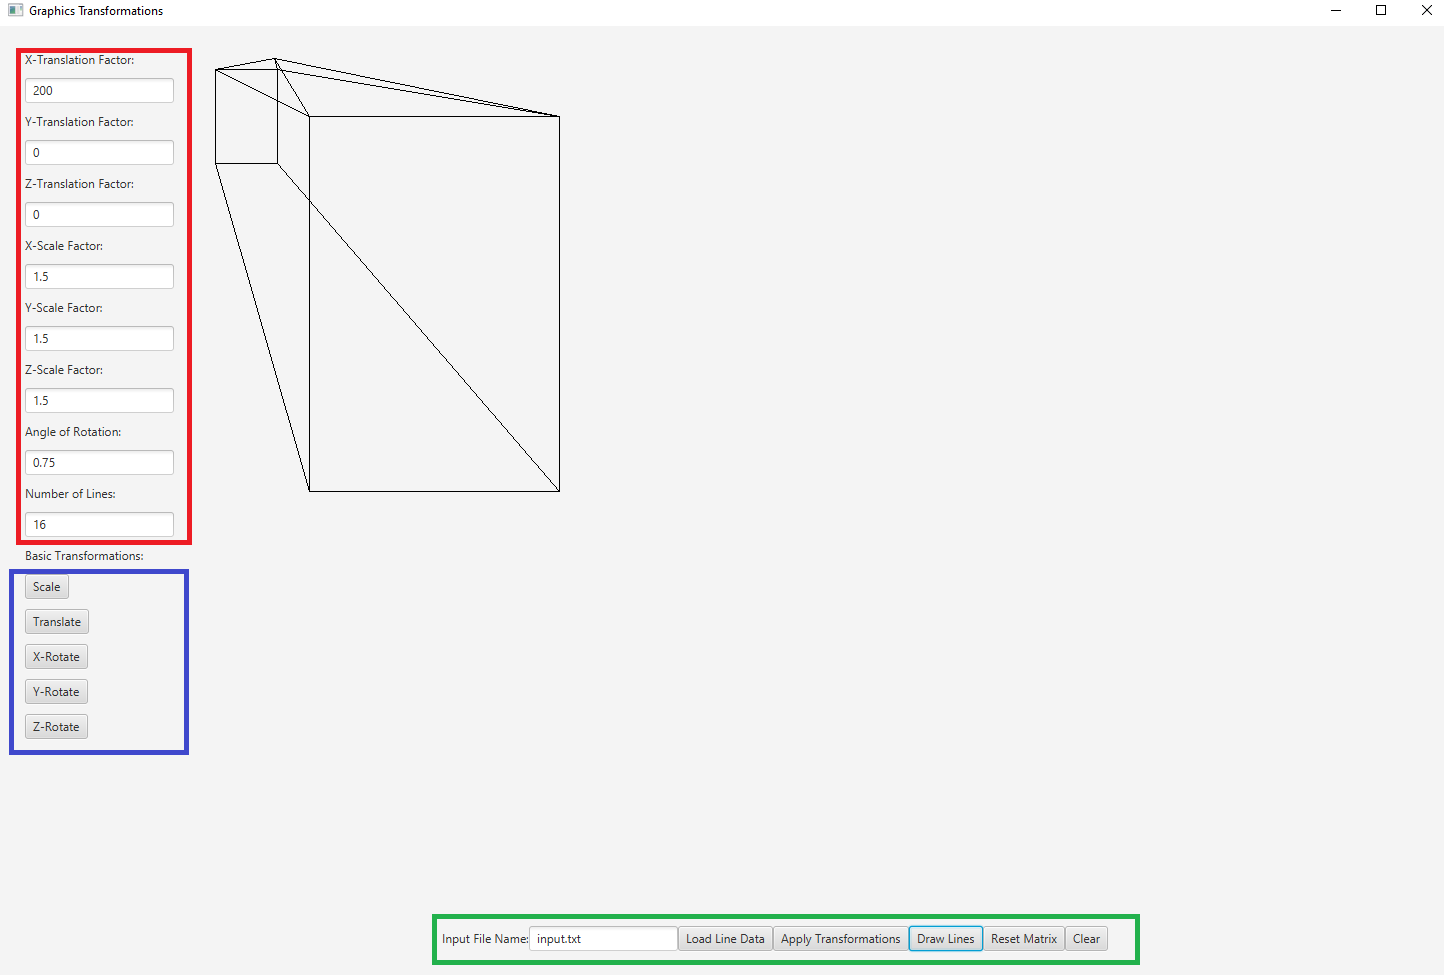 Graphics Transformations
X-Translation Factor:
200
Y-Translation Factor:
0
Z-Translation Factor:
0
X-Scale Factor:
1.5
Y-Scale Factor:
1.5
Z-Scale Factor:
1.5
Angle of Rotation:
0.75
Number of Lines:
16
Basic Transformations:
Scale
Translate
X-Rotate
Y-Rotate
Z-Rotate
Input File Name: input.txt Load Line Data Apply Transformations Draw Lines Reset Matrix Clear